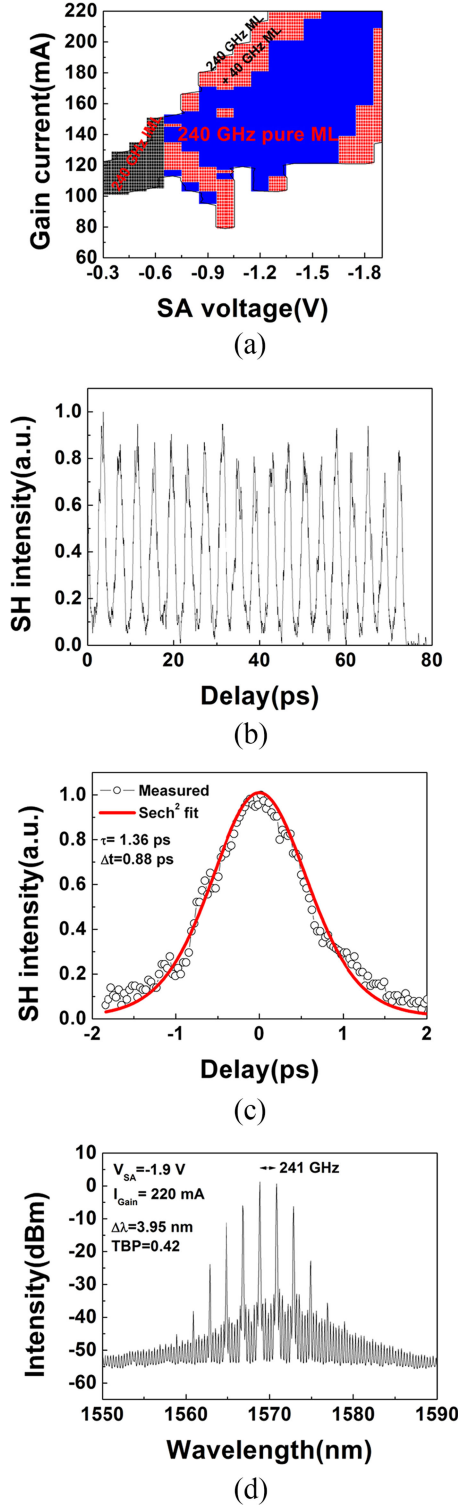 220
200
180
160
140
120
100
80
60
Gain current(mA)
240 GHz ML
+ 40 GHz ML
240 GHz pure ML
-0.3 -0.6 -0.9 -1.2 -1.5 -1.8
SA voltage(V)
(a)
1.0
0.8
0.6
0.4
0.2
0.0
SH intensity(a.u.)
0 20 40 60 80
Delay(ps)
(b)
1.0
0.8
0.6
0.4
0.2
0.0
SH intensity(a.u.)
Measured
Sech² fit
τ= 1.36 ps
Δt=0.88 ps
-2 -1 0 1 2
Delay(ps)
(c)
10
0
-10
-20
-30
-40
-50
-60
Intensity(dBm)
V_SA=-1.9 V
I_Gain= 220 mA
Δλ=3.95 nm
TBP=0.42
241 GHz
1550 1560 1570 1580 1590
Wavelength(nm)
(d)